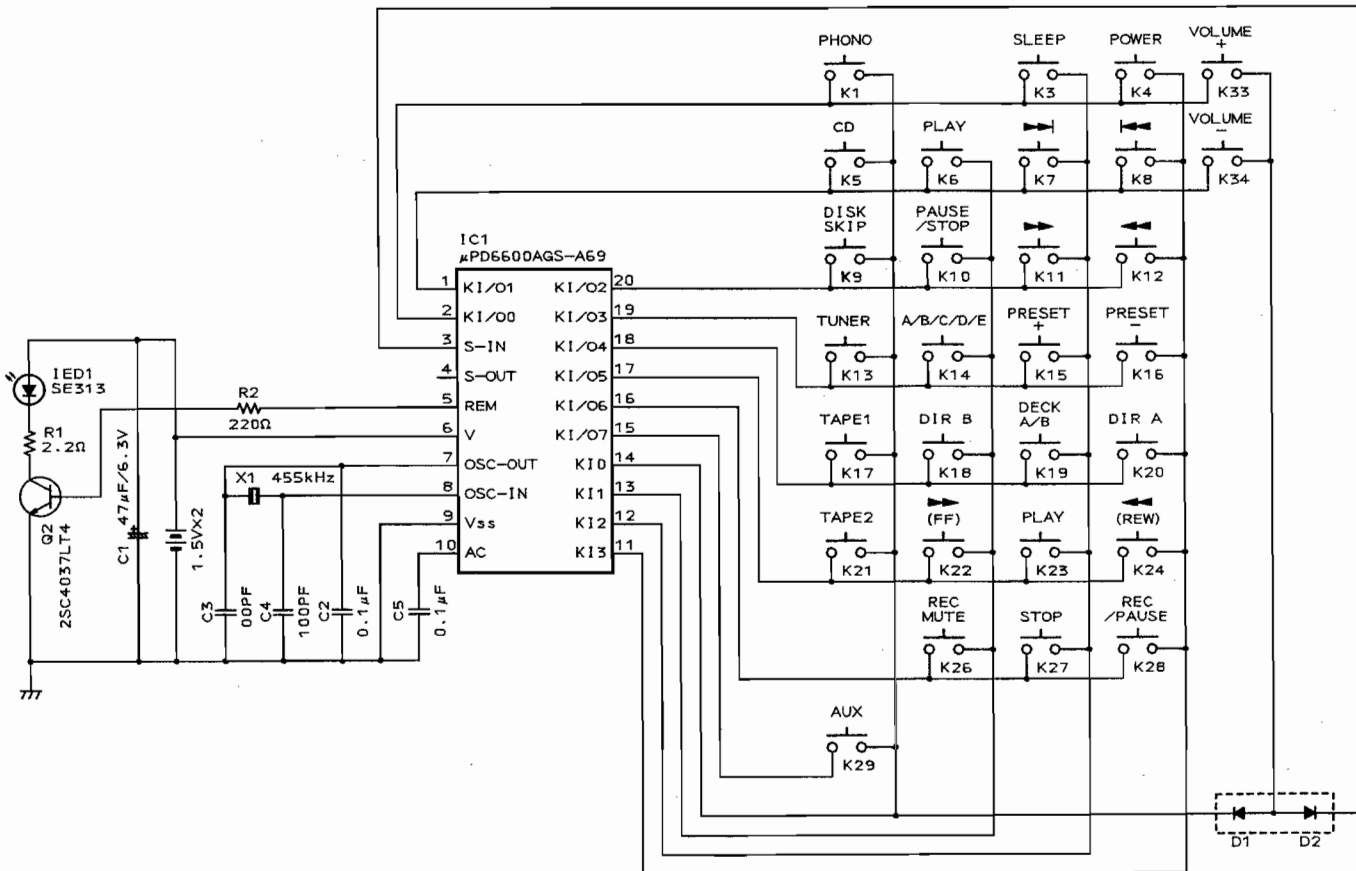 PHONO
K1
SLEEP
K3
POWER
K4
VOLUME
+
K33
CD
K5
PLAY
K6
K7
K8
VOLUME
-
K34
DISK
SKIP
K9
PAUSE
/STOP
K10
K11
K12
TUNER
K13
A/B/C/D/E
K14
PRESET
+
K15
PRESET
-
K16
TAPE1
K17
DIR B
K18
DECK
A/B
K19
DIR A
K20
TAPE2
K21
(FF)
K22
PLAY
K23
(REW)
K24
REC
MUTE
K26
STOP
K27
REC
/PAUSE
K28
AUX
K29
D1 D2
IC1
μPD6600AGS-A69
1 KI/O1 KI/O2 20
2 KI/O0 KI/O3 19
3 S-IN KI/O4 18
4 S-OUT KI/O5 17
5 REM KI/O6 16
6 V KI/O7 15
7 OSC-OUT KI0 14
8 OSC-IN KI1 13
9 Vss KI2 12
10 AC KI3 11
IED1
SE313
R1
2.2Ω
Q2
2SC4037LT4
R2
220Ω
C1 47μF/6.3V
+
1.5V×2
X1 455kHz
C3
00PF
C4
100PF
C2
0.1μF
C5
0.1μF